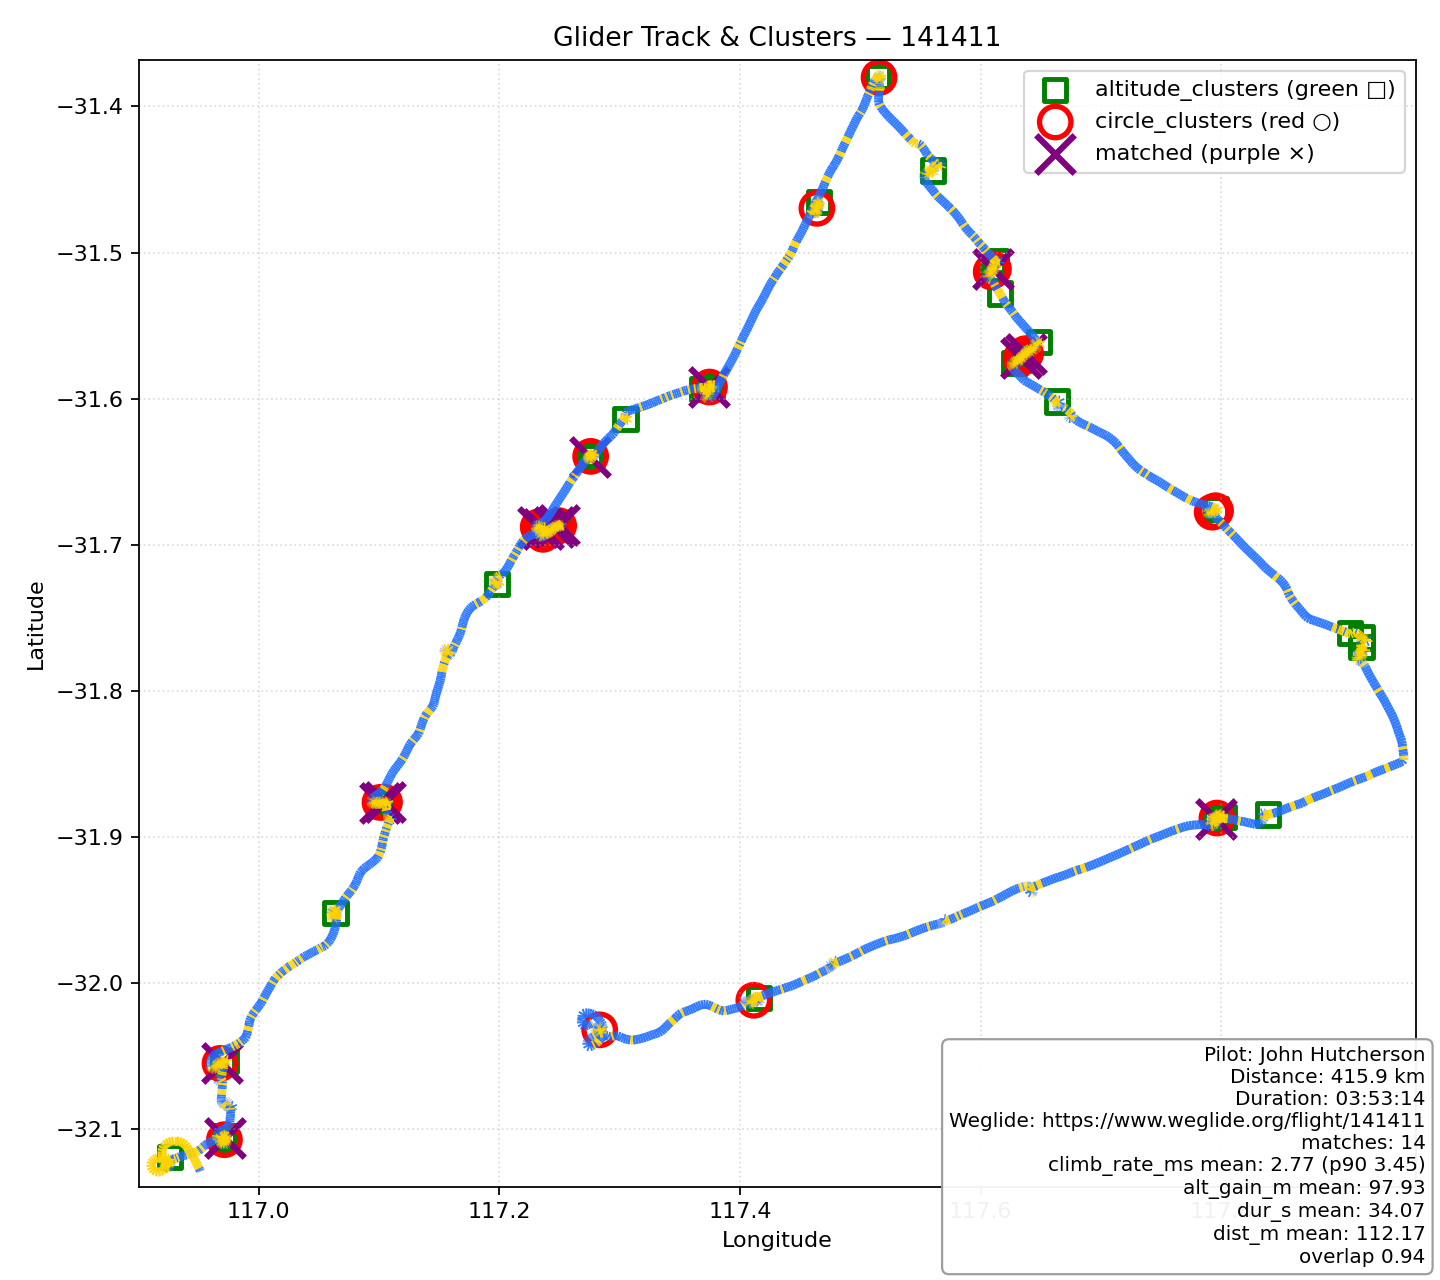 Glider Track & Clusters — 141411
altitude_clusters (green □)
circle_clusters (red ○)
matched (purple ×)
Latitude
−31.4
−31.5
−31.6
−31.7
−31.8
−31.9
−32.0
−32.1
117.0
117.2
117.4
117.6
Longitude
Pilot: John Hutcherson
Distance: 415.9 km
Duration: 03:53:14
Weglide: https://www.weglide.org/flight/141411
matches: 14
climb_rate_ms mean: 2.77 (p90 3.45)
alt_gain_m mean: 97.93
dur_s mean: 34.07
dist_m mean: 112.17
overlap 0.94